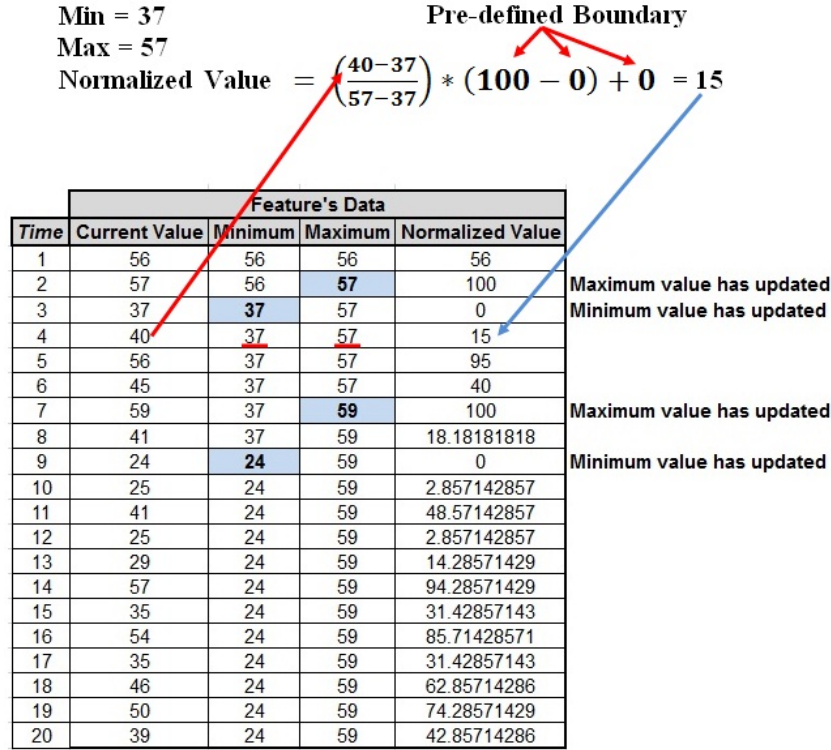 Min = 37
Pre-defined Boundary
Max = 57
Normalized Value = (40−37/57−37) * (100 − 0) + 0 = 15
Feature's Data
Time Current Value Minimum Maximum Normalized Value
1 56 56 56 56
2 57 56 57 100 Maximum value has updated
3 37 37 57 0 Minimum value has updated
4 40 37 57 15
5 56 37 57 95
6 45 37 57 40
7 59 37 59 100 Maximum value has updated
8 41 37 59 18.18181818
9 24 24 59 0 Minimum value has updated
10 25 24 59 2.857142857
11 41 24 59 48.57142857
12 25 24 59 2.857142857
13 29 24 59 14.28571429
14 57 24 59 94.28571429
15 35 24 59 31.42857143
16 54 24 59 85.71428571
17 35 24 59 31.42857143
18 46 24 59 62.85714286
19 50 24 59 74.28571429
20 39 24 59 42.85714286